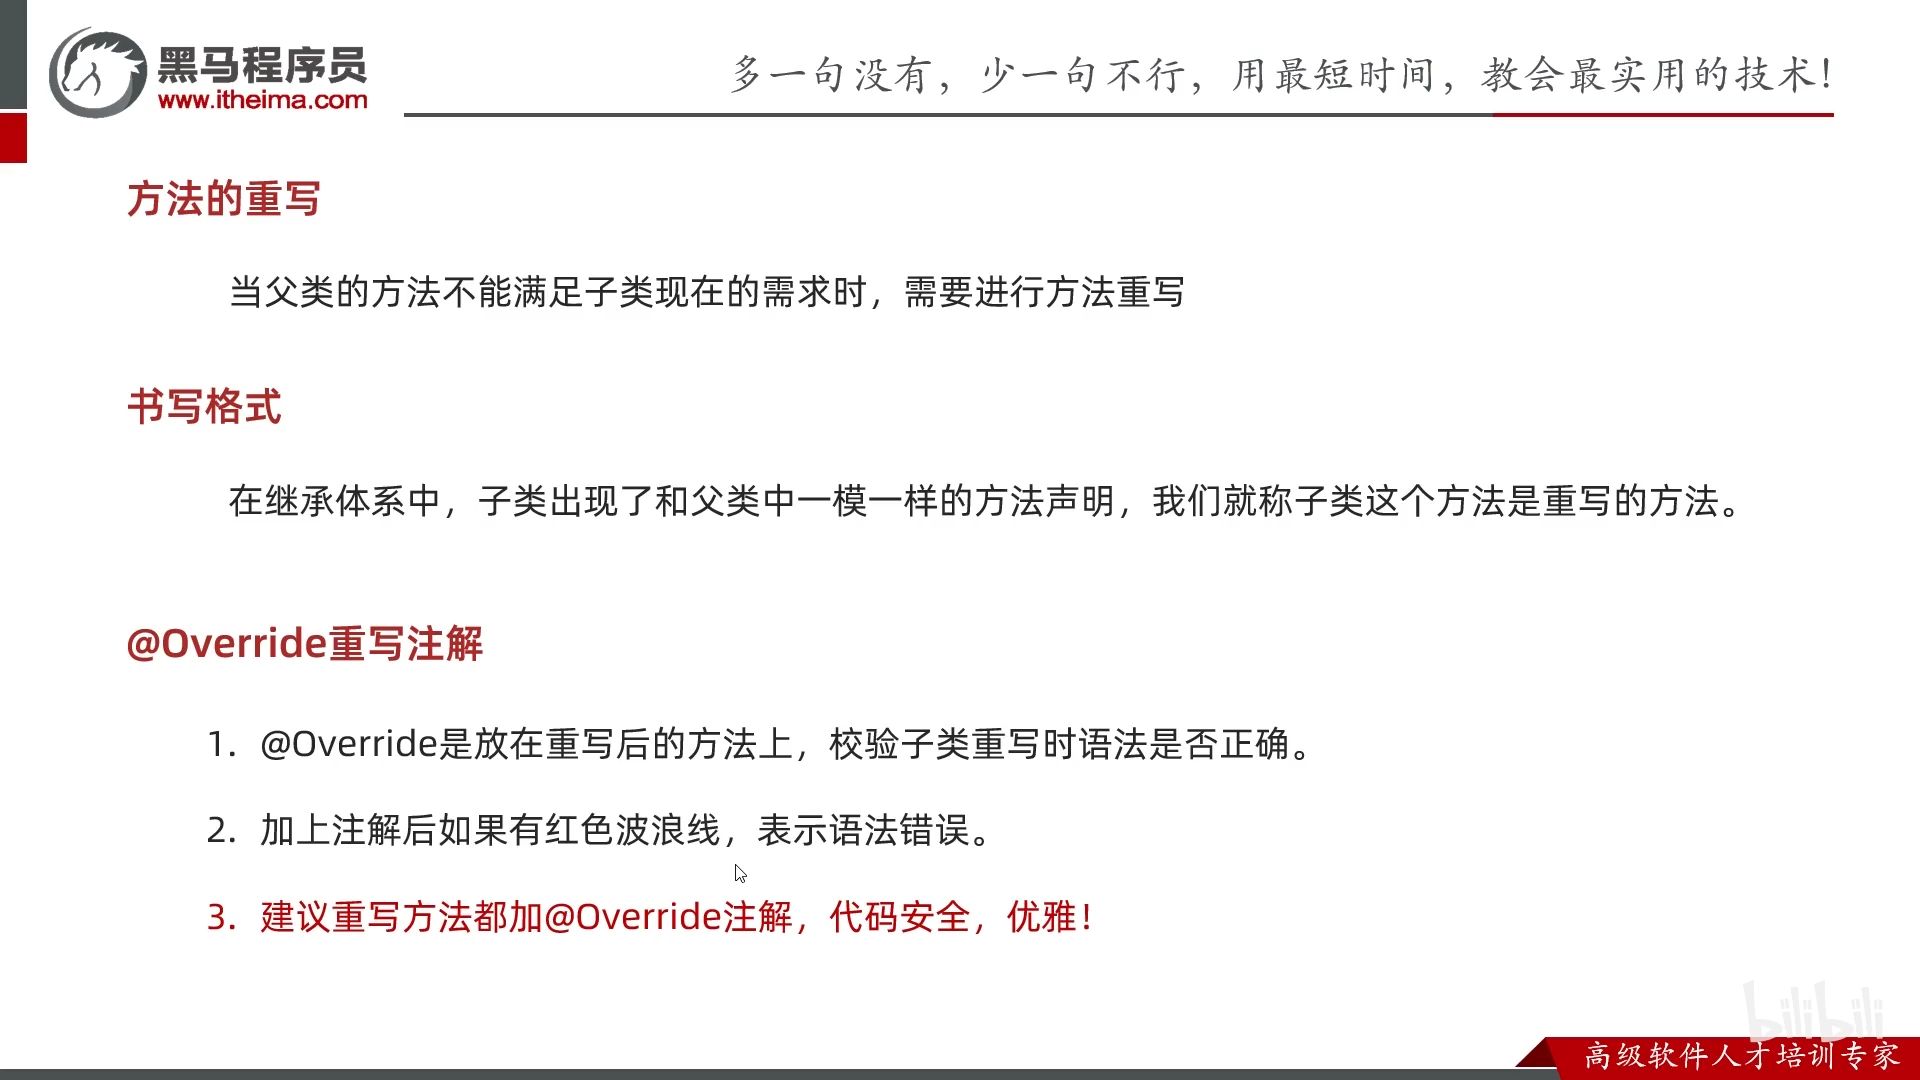 黑马程序员
www.itheima.com
多一句没有，少一句不行，用最短时间，教会最实用的技术！
方法的重写
当父类的方法不能满足子类现在的需求时，需要进行方法重写
书写格式
在继承体系中，子类出现了和父类中一模一样的方法声明，我们就称子类这个方法是重写的方法。
@Override重写注解
1. @Override是放在重写后的方法上，校验子类重写时语法是否正确。
2. 加上注解后如果有红色波浪线，表示语法错误。
3. 建议重写方法都加@Override注解，代码安全，优雅！
bilibili
高级软件人才培训专家